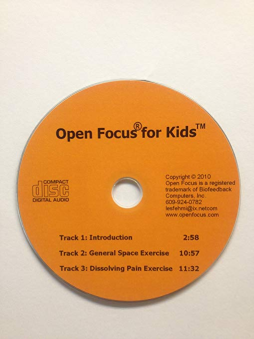 Open Focus® for Kids™
COMPACT
disc
DIGITAL AUDIO
Copyright © 2010
Open Focus is a registered
trademark of Biofeedback
Computers, Inc.
609-924-0782
lesfehmi@ix.netcom
www.openfocus.com
Track 1: Introduction 2:58
Track 2: General Space Exercise 10:57
Track 3: Dissolving Pain Exercise 11:32